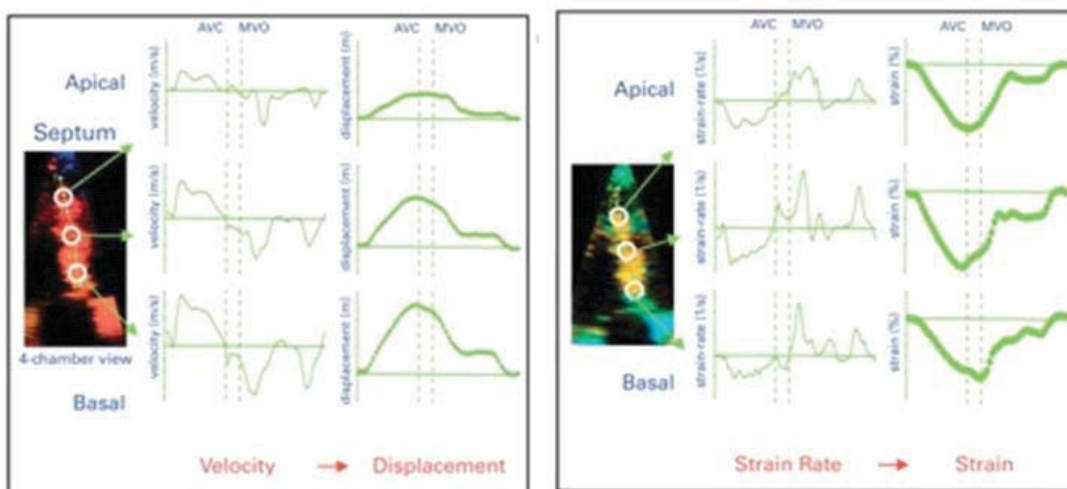 AVC MVO
AVC MVO
Apical
Septum
velocity (m/s)
displacement (m)
velocity (m/s)
displacement (m)
velocity (m/s)
displacement (m)
4-chamber view
Basal
Velocity → Displacement
AVC MVO
AVC MVO
Apical
strain-rate (1/s)
strain (%)
strain-rate (1/s)
strain (%)
strain-rate (1/s)
strain (%)
Basal
Strain Rate → Strain